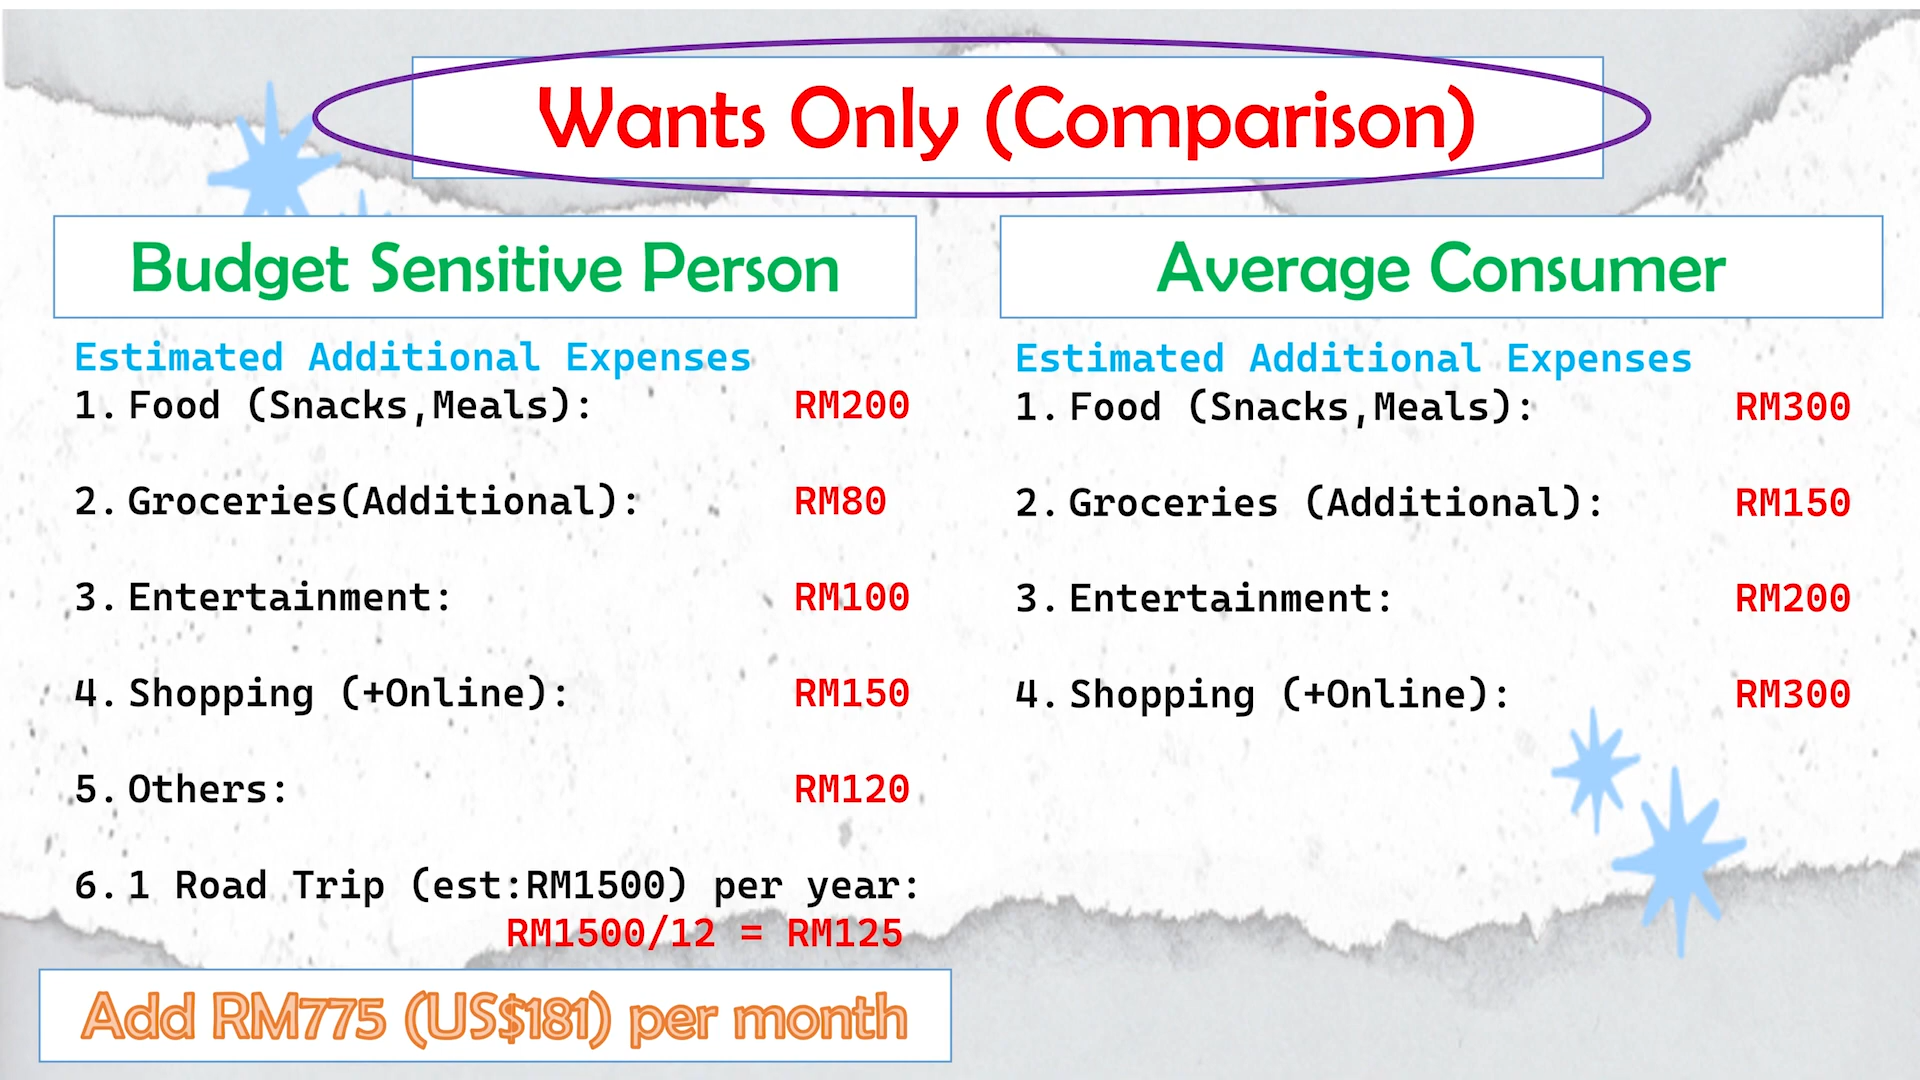 Wants Only (Comparison)
Budget Sensitive Person
Estimated Additional Expenses
1. Food (Snacks,Meals): RM200
2. Groceries(Additional): RM80
3. Entertainment: RM100
4. Shopping (+Online): RM150
5. Others: RM120
6. 1 Road Trip (est:RM1500) per year:
RM1500/12 = RM125
Add RM775 (US$181) per month
Average Consumer
Estimated Additional Expenses
1. Food (Snacks,Meals): RM300
2. Groceries (Additional): RM150
3. Entertainment: RM200
4. Shopping (+Online): RM300